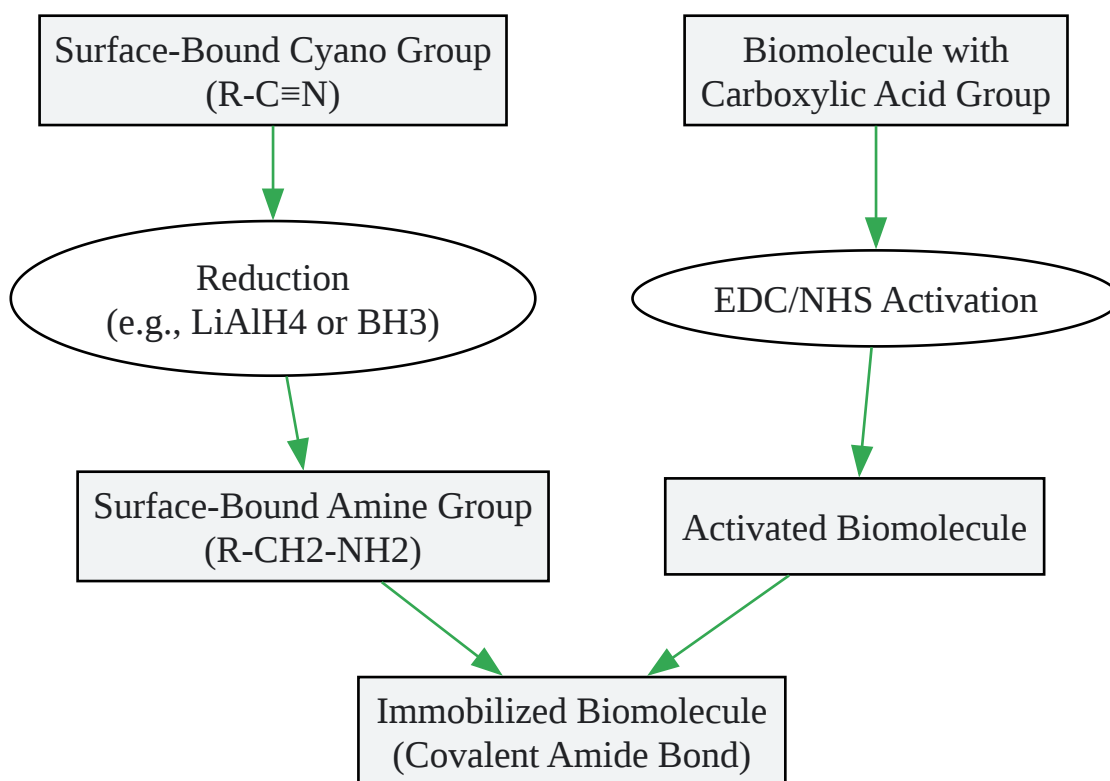 Surface-Bound Cyano Group
(R-C≡N)
Biomolecule with
Carboxylic Acid Group
Reduction
(e.g., LiAlH4 or BH3)
EDC/NHS Activation
Surface-Bound Amine Group
(R-CH2-NH2)
Activated Biomolecule
Immobilized Biomolecule
(Covalent Amide Bond)